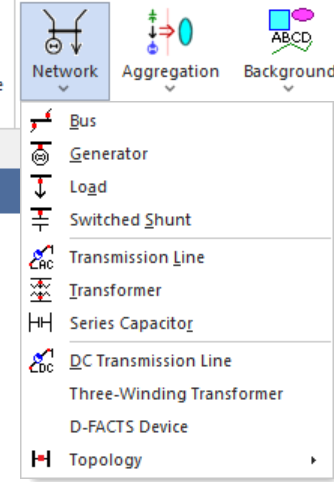 ABCD
Network Aggregation Background
Bus
Generator
Load
Switched Shunt
AC Transmission Line
Transformer
Series Capacitor
DC DC Transmission Line
Three-Winding Transformer
D-FACTS Device
Topology